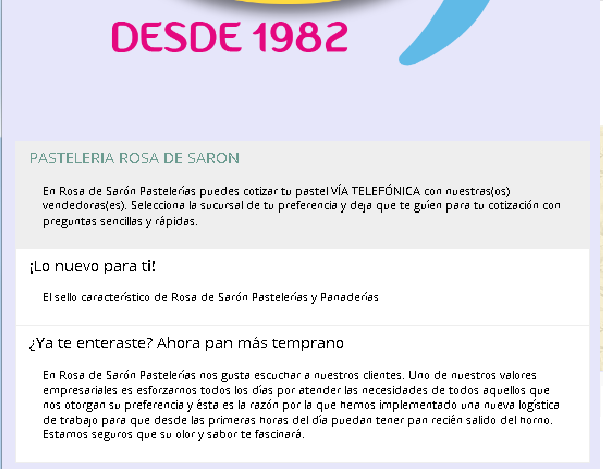 DESDE 1982
PASTELERIA ROSA DE SARON
En Rosa de Sarón Pastelerías puedes cotizar tu pastel VÍA TELEFÓNICA con nuestras(os)
vendedoras(es). Selecciona la sucursal de tu preferencia y deja que te guíen para tu cotización con
preguntas sencillas y rápidas.
¡Lo nuevo para ti!
El sello característico de Rosa de Sarón Pastelerías y Panaderías
¿Ya te enteraste? Ahora pan más temprano
En Rosa de Sarón Pastelerías nos gusta escuchar a nuestros clientes. Uno de nuestros valores
empresariales es esforzarnos todos los días por atender las necesidades de todos aquellos que
nos otorgan su preferencia y ésta es la razón por la que hemos implementado una nueva logística
de trabajo para que desde las primeras horas del día puedan tener pan recién salido del horno.
Estamos seguros que su olor y sabor te fascinará.